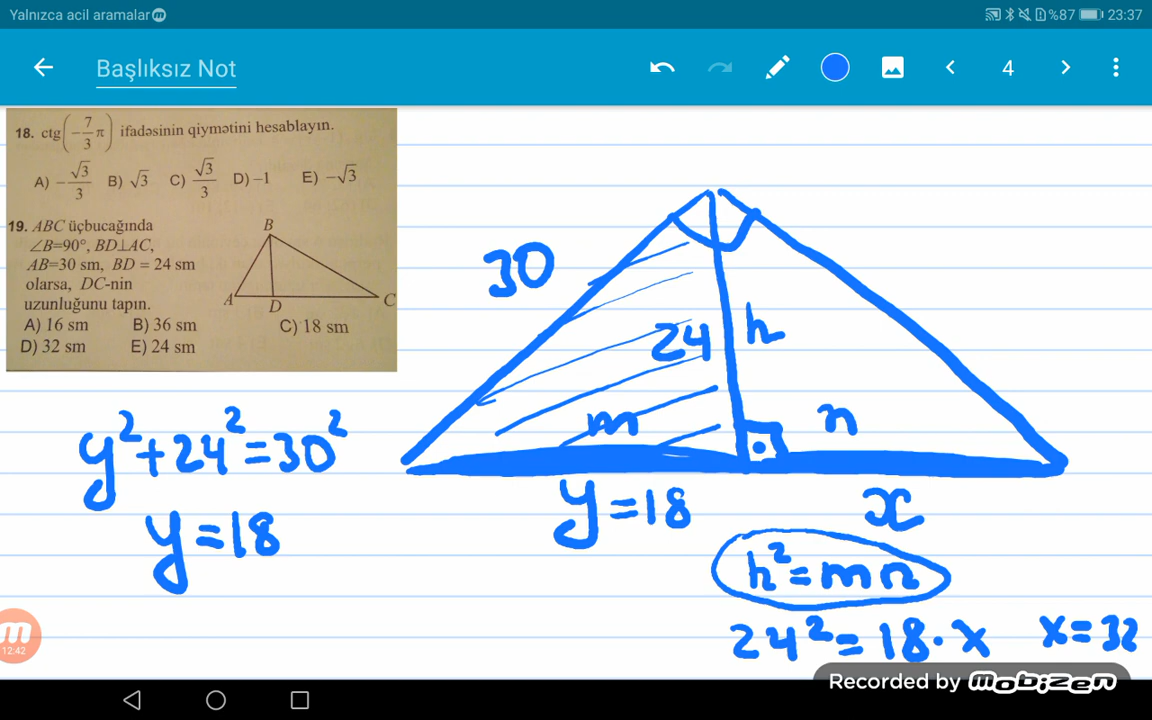 Yalnızca acil aramalar
%87 23:37
Başlıksız Not
4
18. ctg(-7/3 π) ifadəsinin qiymətini hesablayın.
A) -√3/3 B) √3 C) √3/3 D) -1 E) -√3
19. ABC üçbucağında
∠B=90°, BD⊥AC,
AB=30 sm, BD = 24 sm
olarsa, DC-nin
uzunluğunu tapın.
A) 16 sm B) 36 sm C) 18 sm
D) 32 sm E) 24 sm
B
A D C
30
24 h
m n
y=18 x
y²+24²=30²
y=18
h²=mn
24²=18·x x=32
12:42
Recorded by mobizen